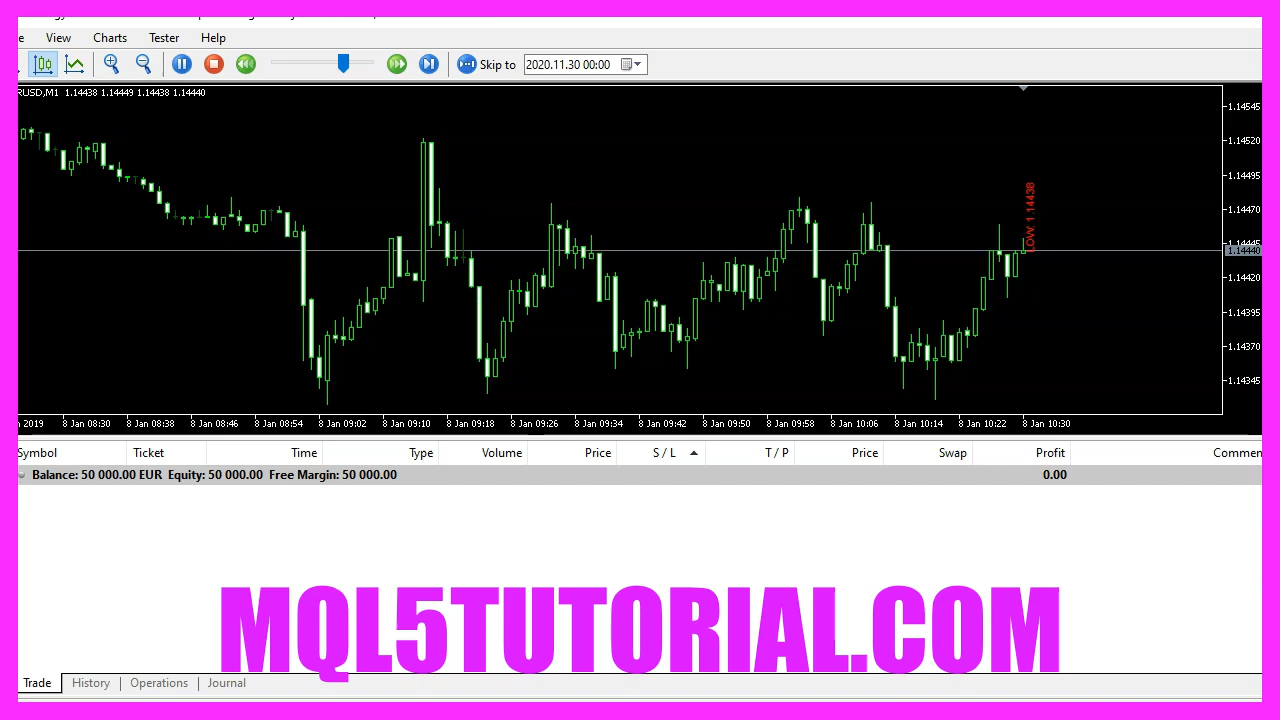 e View Charts Tester Help
Skip to 2020.11.30 00:00
RUSD,M1 1.14438 1.14449 1.14438 1.14440
1.14545
1.14520
1.14495
LOW: 1.14438
1.14470
1.14445
1.14440
1.14420
1.14395
1.14370
1.14345
n 2019 8 Jan 08:30 8 Jan 08:38 8 Jan 08:46 8 Jan 08:54 8 Jan 09:02 8 Jan 09:10 8 Jan 09:18 8 Jan 09:26 8 Jan 09:34 8 Jan 09:42 8 Jan 09:50 8 Jan 09:58 8 Jan 10:06 8 Jan 10:14 8 Jan 10:22 8 Jan 10:30
Symbol Ticket Time Type Volume Price S / L T / P Price Swap Profit Commen
Balance: 50 000.00 EUR Equity: 50 000.00 Free Margin: 50 000.00 0.00
MQL5TUTORIAL.COM
Trade History Operations Journal